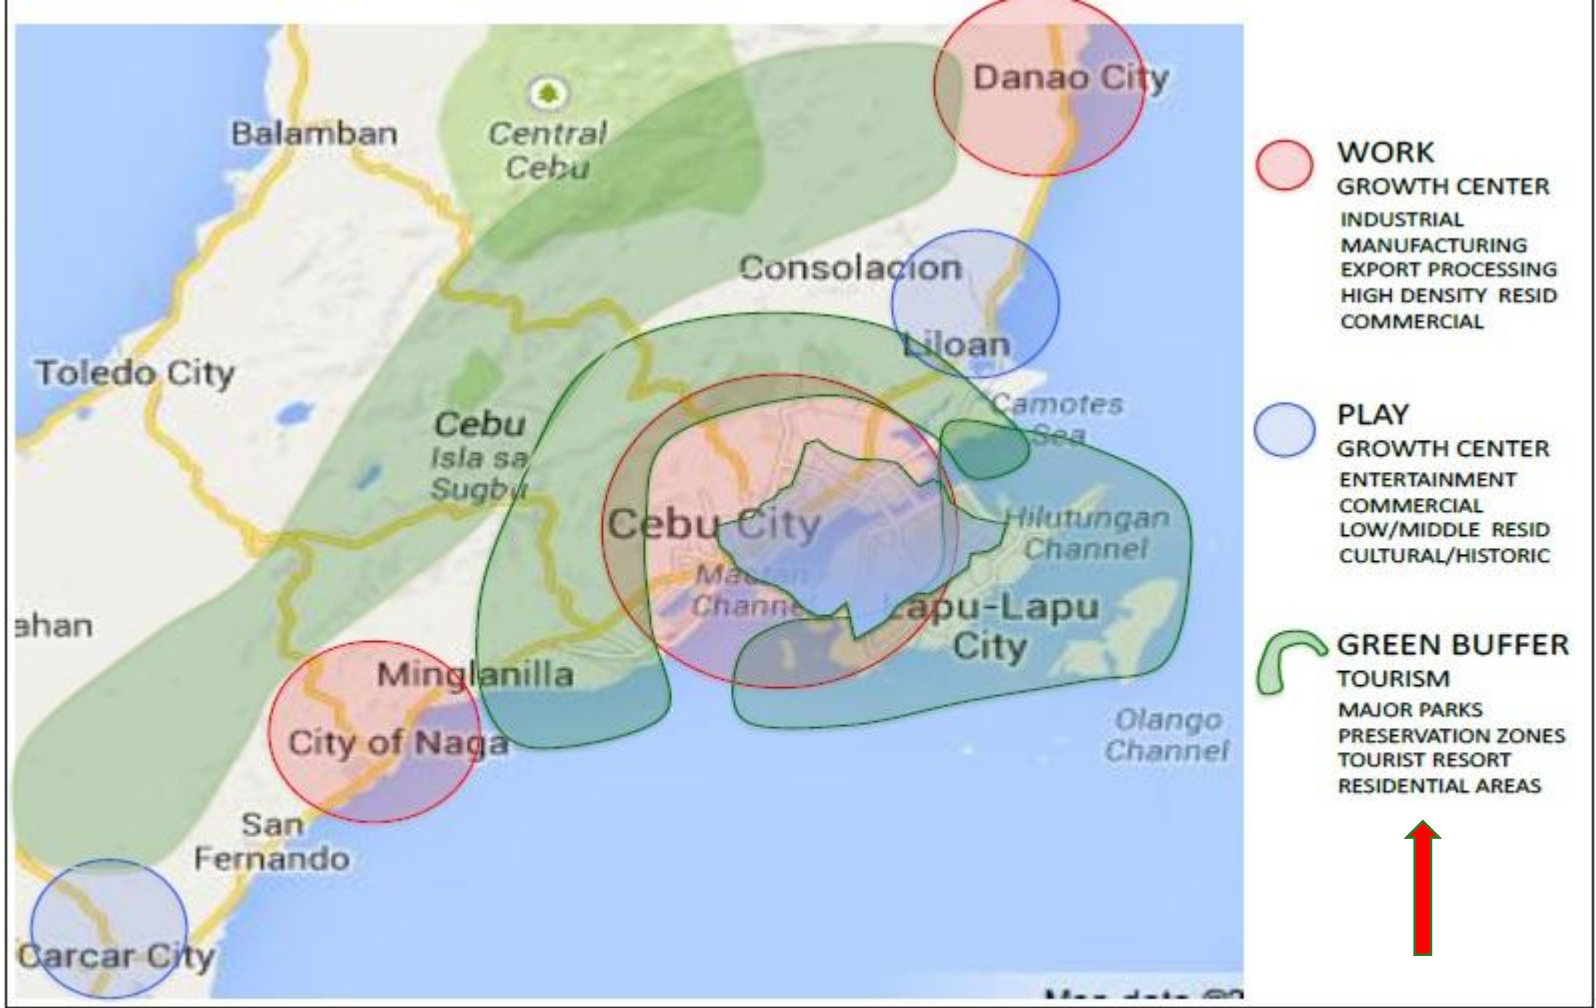 Danao City
Balamban
Central
Cebu
Consolacion
Liloan
Toledo City
Camotes
Sea
Cebu
Isla sa
Sugbu
Cebu City
Hilutungan
Channel
Mactan
Channel
Lapu-Lapu
City
ahan
Minglanilla
City of Naga
Olango
Channel
San
Fernando
Carcar City
WORK
GROWTH CENTER
INDUSTRIAL
MANUFACTURING
EXPORT PROCESSING
HIGH DENSITY RESID
COMMERCIAL
PLAY
GROWTH CENTER
ENTERTAINMENT
COMMERCIAL
LOW/MIDDLE RESID
CULTURAL/HISTORIC
GREEN BUFFER
TOURISM
MAJOR PARKS
PRESERVATION ZONES
TOURIST RESORT
RESIDENTIAL AREAS